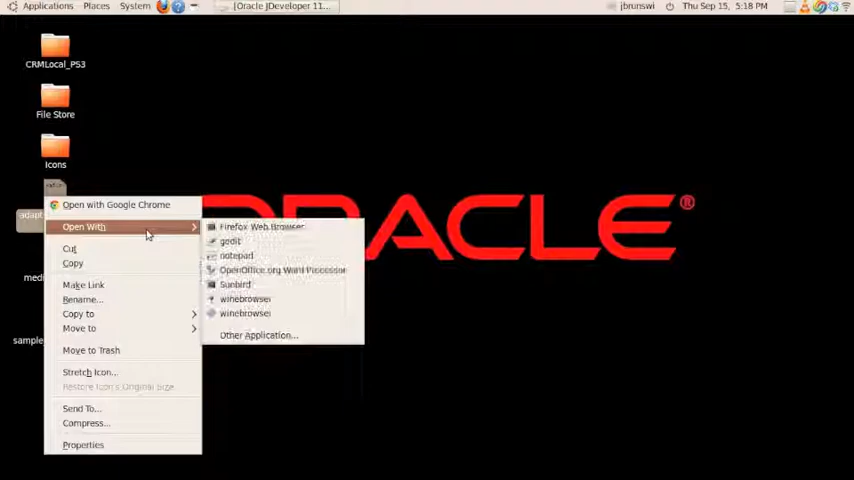 Applications Places System
[Oracle JDeveloper 11...
jbrunswi
Thu Sep 15, 5:18 PM
CRMLocal_PS3
File Store
Icons
adapt
medi
sample
ORACLE®
Open with Google Chrome
Open With
Cut
Copy
Make Link
Rename...
Copy to
Move to
Move to Trash
Stretch Icon...
Restore Icon's Original Size
Send To...
Compress...
Properties
Firefox Web Browser
gedit
notepad
OpenOffice.org Word Processor
Sunbird
winebrowser
winebrowser
Other Application...